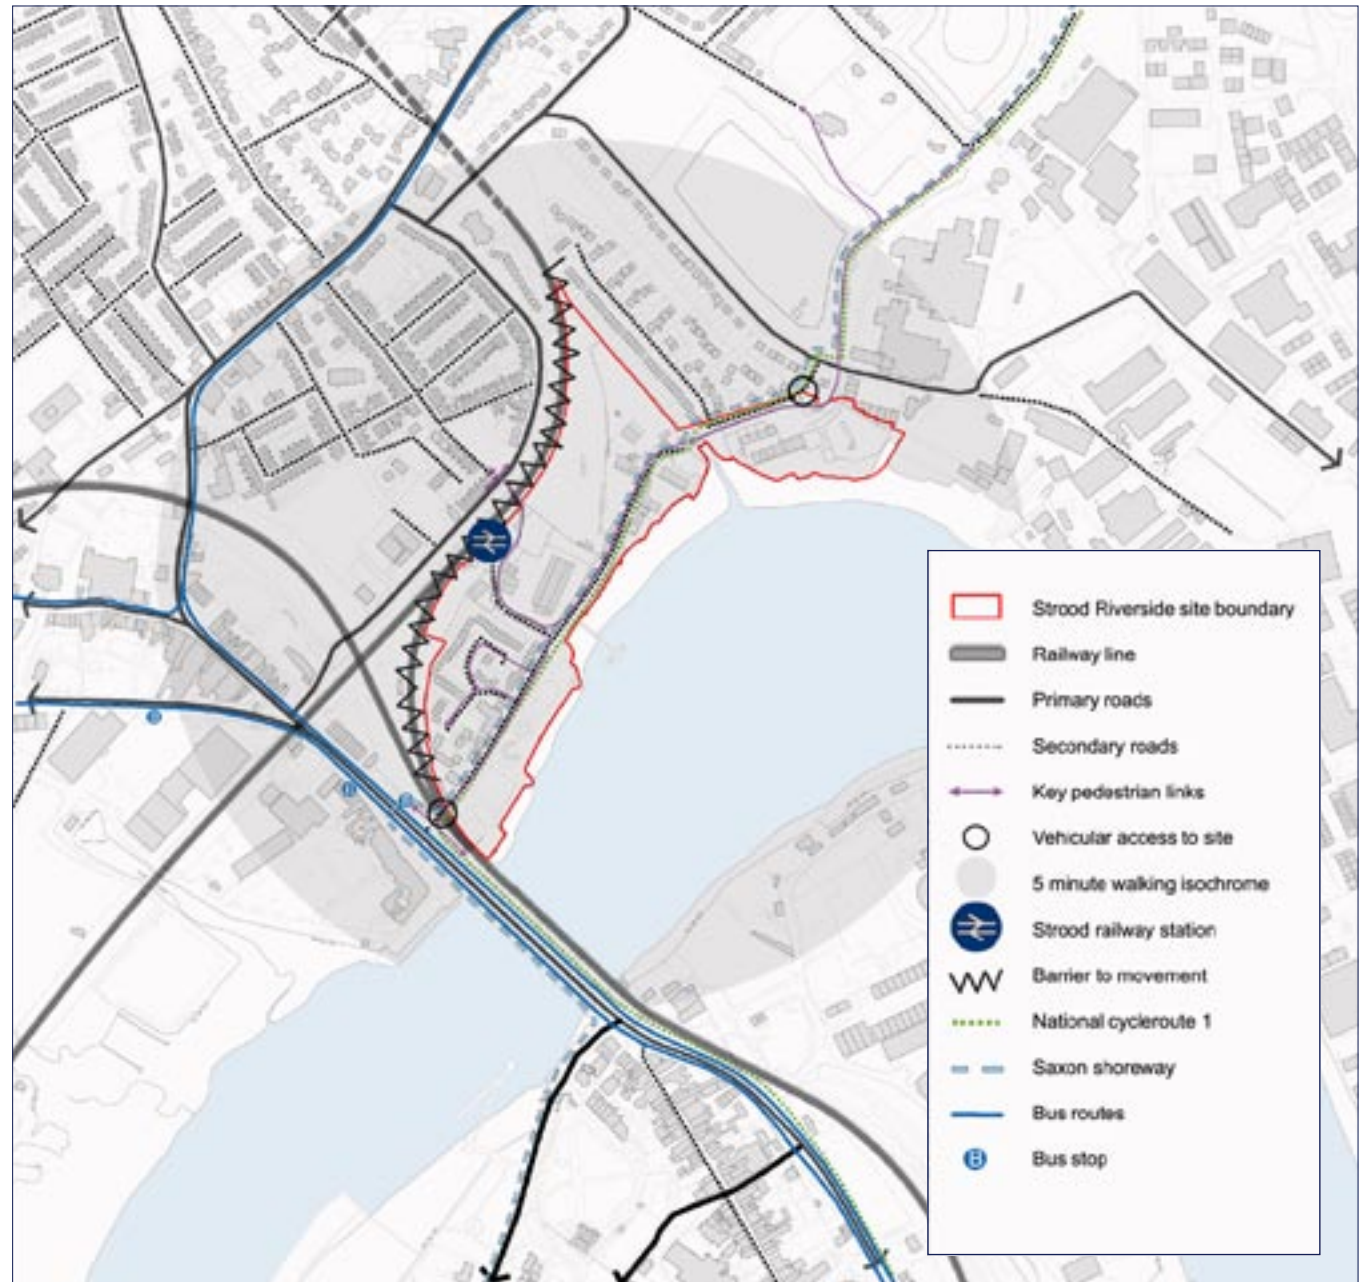 Strood Riverside site boundary
Railway line
Primary roads
Secondary roads
Key pedestrian links
Vehicular access to site
5 minute walking isochrome
Strood railway station
Barrier to movement
National cycleroute 1
Saxon shoreway
Bus routes
Bus stop